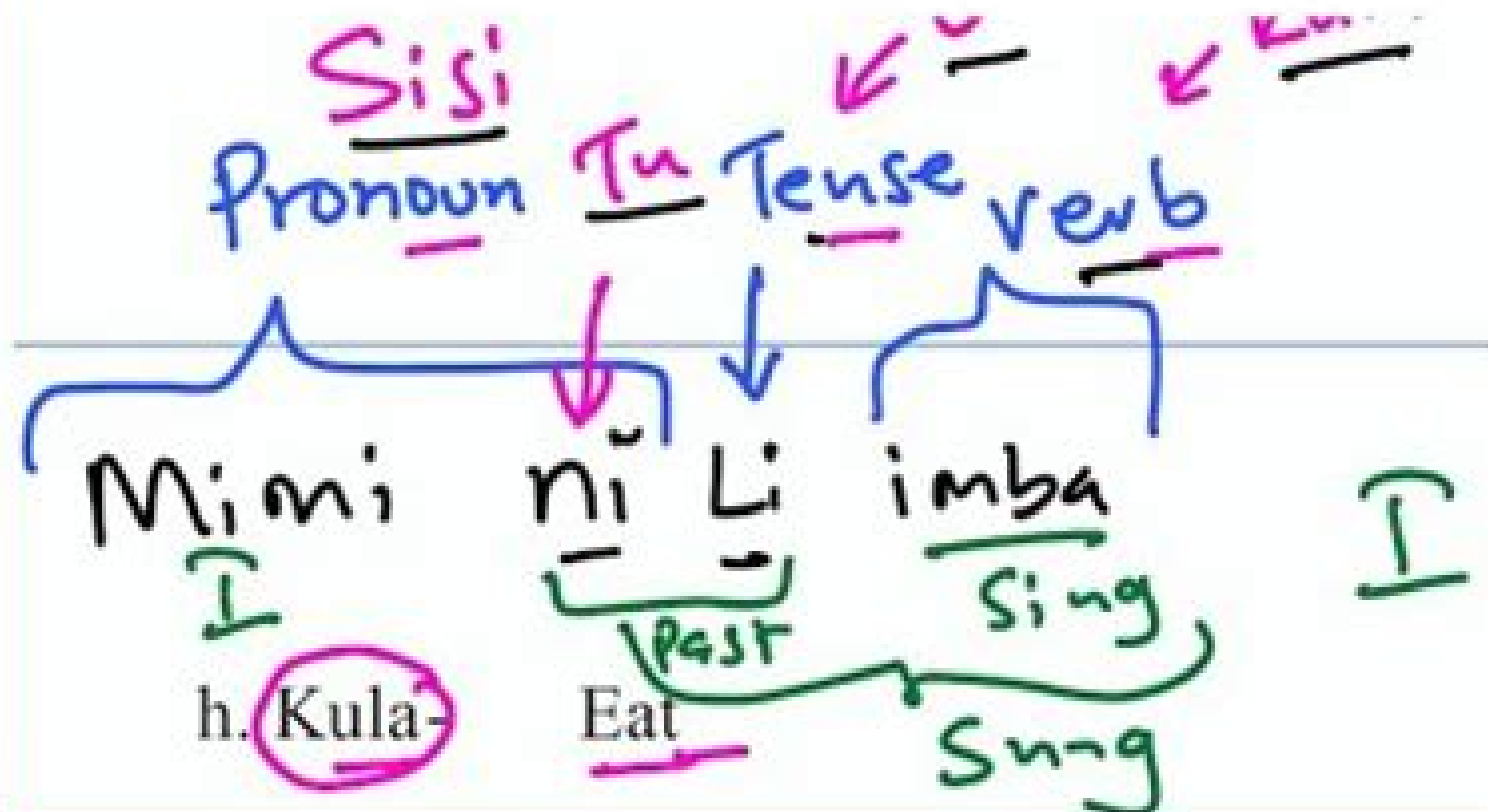 Sisi
Pronoun Tu Tense verb
Mimi ni Li imba I
I Past Sing
h. Kula- Eat
Sung